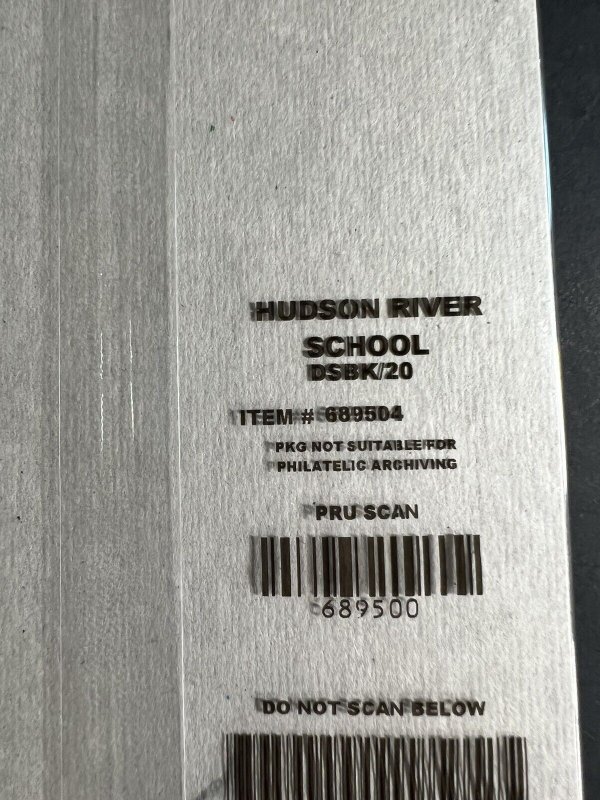 HUDSON RIVER
SCHOOL
DSBK/20
ITEM # 689504
PKG NOT SUITABLE FOR
PHILATELIC ARCHIVING
PRU SCAN
689500
DO NOT SCAN BELOW